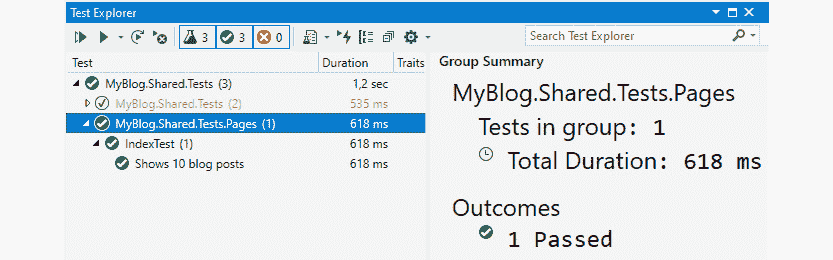 Test Explorer
3 3 0
Search Test Explorer
Test Duration Traits
MyBlog.Shared.Tests (3) 1,2 sec
MyBlog.Shared.Tests (2) 535 ms
MyBlog.Shared.Tests.Pages (1) 618 ms
IndexTest (1) 618 ms
Shows 10 blog posts 618 ms
Group Summary
MyBlog.Shared.Tests.Pages
Tests in group: 1
Total Duration: 618 ms
Outcomes
1 Passed